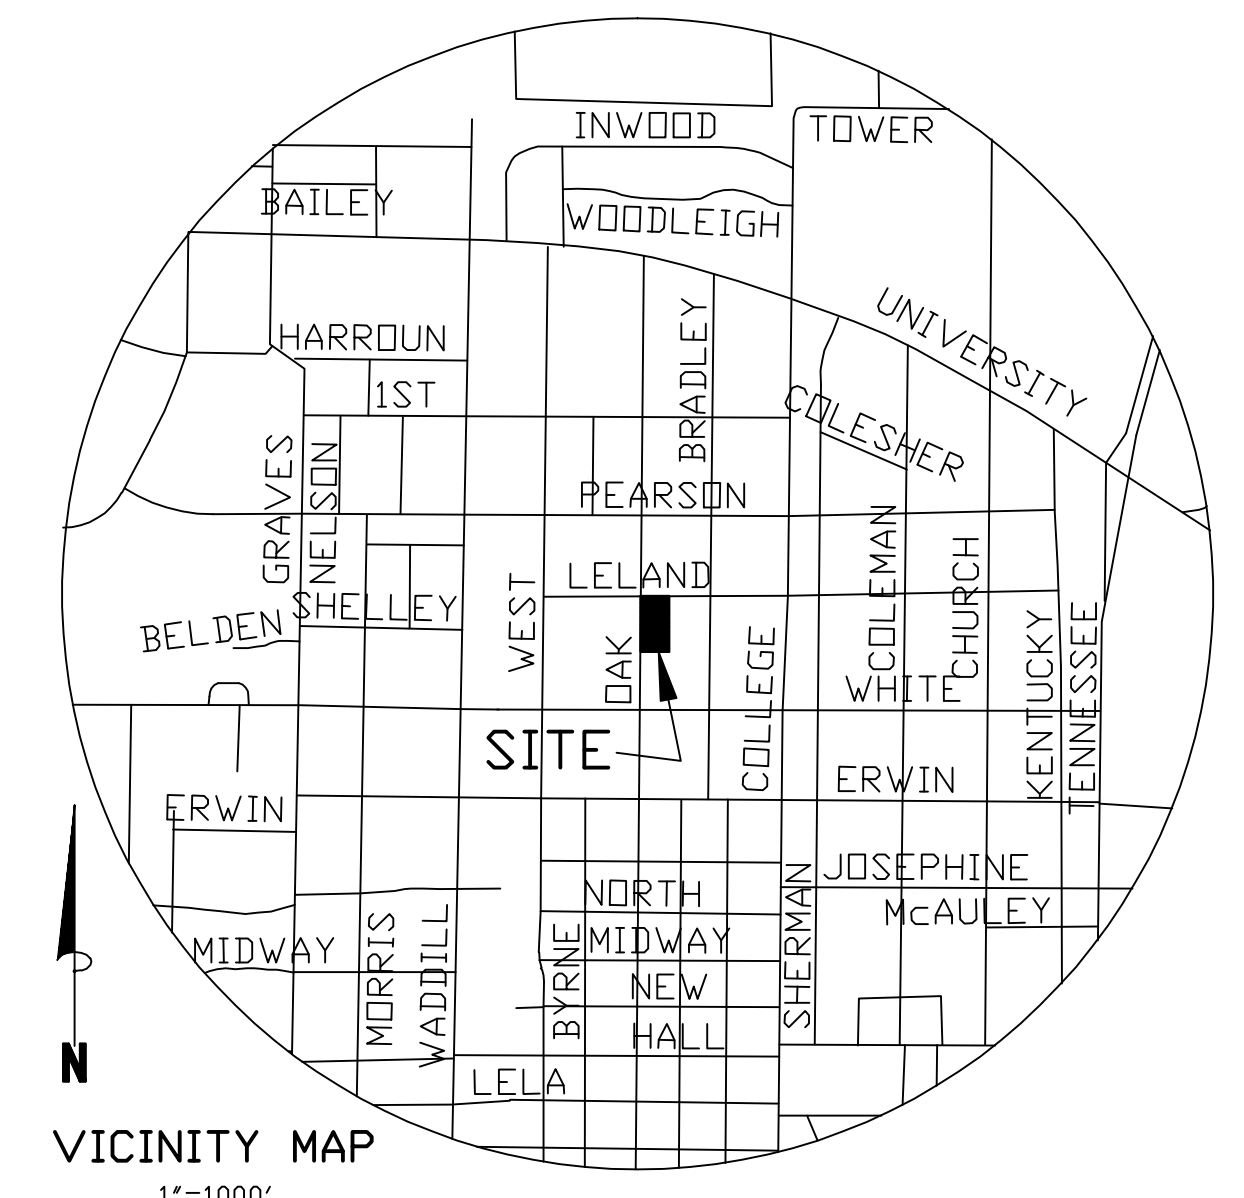 INWOOD
TOWER
BAILEY
WOODLEIGH
UNIVERSITY
HARROUN
BRADLEY
1ST
COLESHER
GRAVES
NELSON
PEARSON
COLEMAN
CHURCH
LELAND
WEST
SHELLEY
BELDEN
OAK
COLLEGE
KENTUCKY
TENNESSEE
WHITE
SITE
ERWIN
ERWIN
JOSEPHINE
NORTH
SHERMAN
McAULEY
MORRIS
WADDILL
BYRNE
MIDWAY
MIDWAY
NEW
HALL
N
LELA
VICINITY MAP
1"=1000'